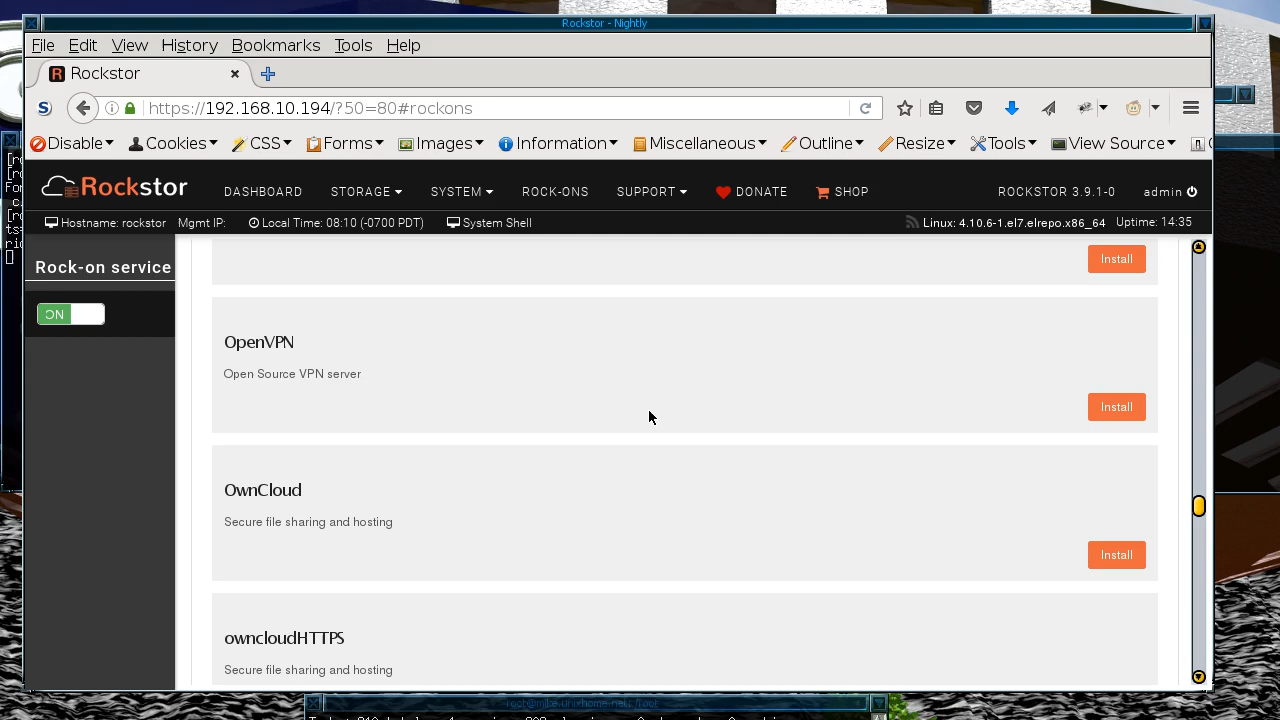 Rockstor - Nightly
File Edit View History Bookmarks Tools Help
Rockstor
https://192.168.10.194/?50=80#rockons
Disable Cookies CSS Forms Images Information Miscellaneous Outline Resize Tools View Source
Rockstor DASHBOARD STORAGE SYSTEM ROCK-ONS SUPPORT DONATE SHOP ROCKSTOR 3.9.1-0 admin
Hostname: rockstor Mgmt IP: Local Time: 08:10 (-0700 PDT) System Shell Linux: 4.10.6-1.el7.elrepo.x86_64 Uptime: 14:35
Rock-on service
ON
Install
OpenVPN
Open Source VPN server
Install
OwnCloud
Secure file sharing and hosting
Install
owncloudHTTPS
Secure file sharing and hosting